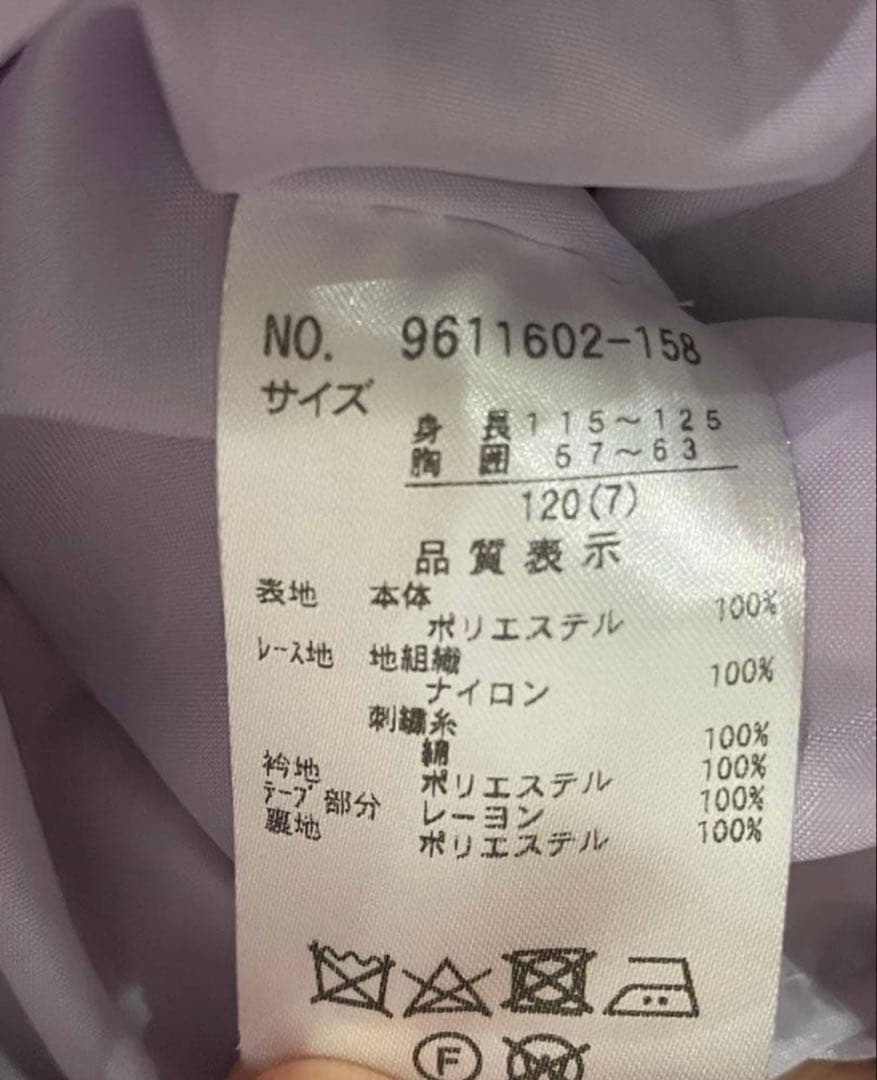 NO. 9611602-158
サイズ
身長 115～125
胸囲 57～63
120(7)
品質表示
表地 本体
ポリエステル 100%
レース地 地組織
ナイロン 100%
刺繍糸
綿 100%
衿地 ポリエステル 100%
テープ部分 レーヨン 100%
裏地 ポリエステル 100%
F
W